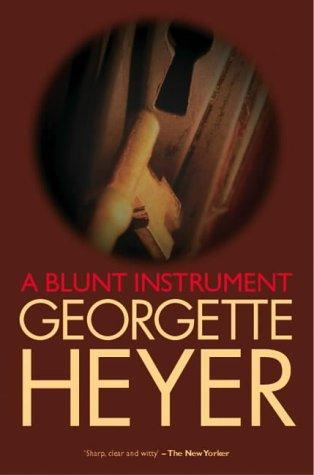 A BLUNT INSTRUMENT
GEORGETTE
HEYER
'Sharp, clear and witty' – The New Yorker